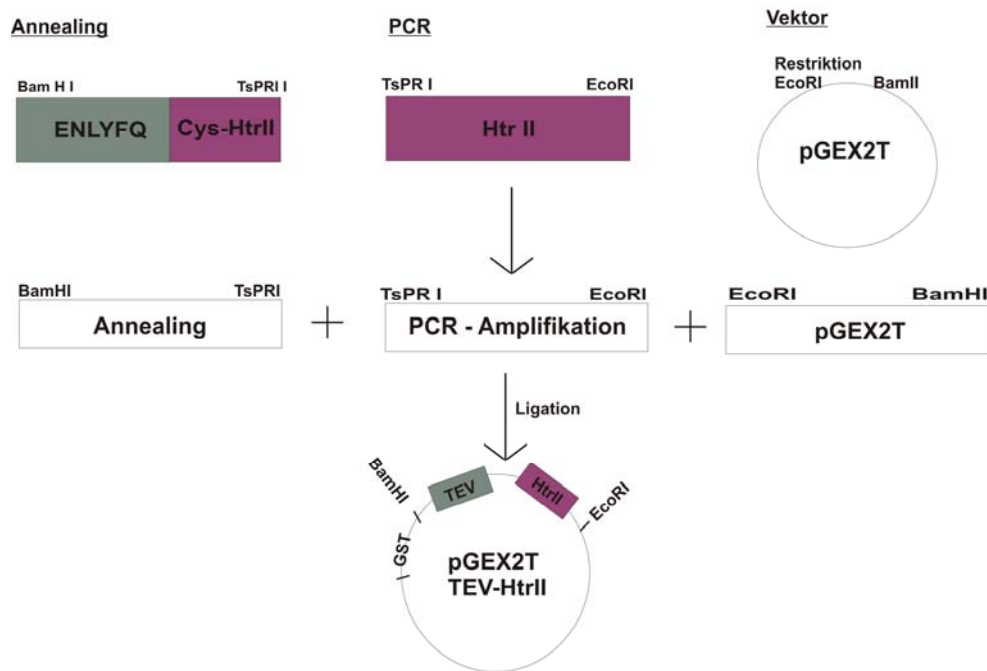 Annealing
PCR
Vektor
Bam H I
TsPRI I
ENLYFQ
Cys-HtrII
TsPR I
EcoRI
Htr II
Restriktion
EcoRI
BamII
pGEX2T
BamHI
TsPRI
Annealing
+
TsPR I
EcoRI
PCR - Amplifikation
+
EcoRI
BamHI
pGEX2T
Ligation
BamHI
TEV
HtrII
EcoRI
GST
pGEX2T
TEV-HtrII